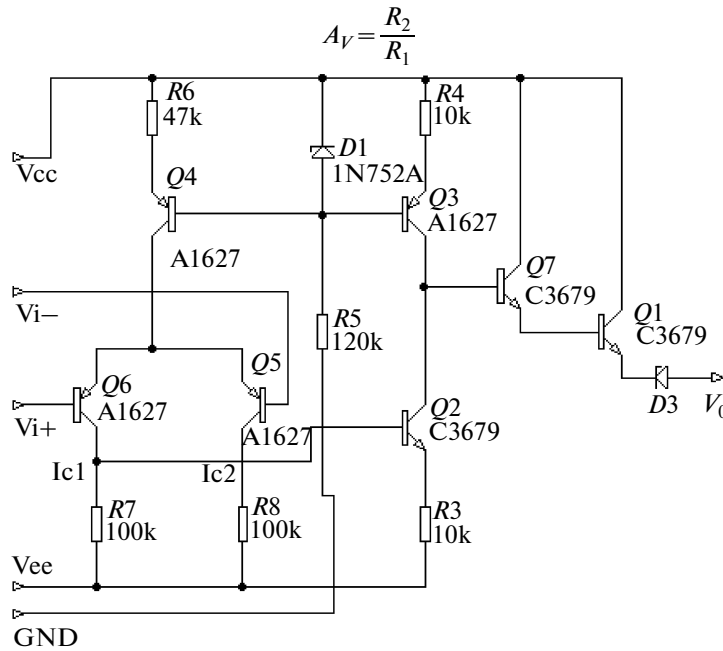 A_V = R_2 / R_1
R6
47k
R4
10k
D1
1N752A
Vcc
Q4
Q3
A1627
A1627
Q7
C3679
Vi−
R5
120k
Q1
C3679
Q6
A1627
Q5
A1627
Q2
C3679
D3
V_0
Vi+
Ic1
Ic2
R7
100k
R8
100k
R3
10k
Vee
GND